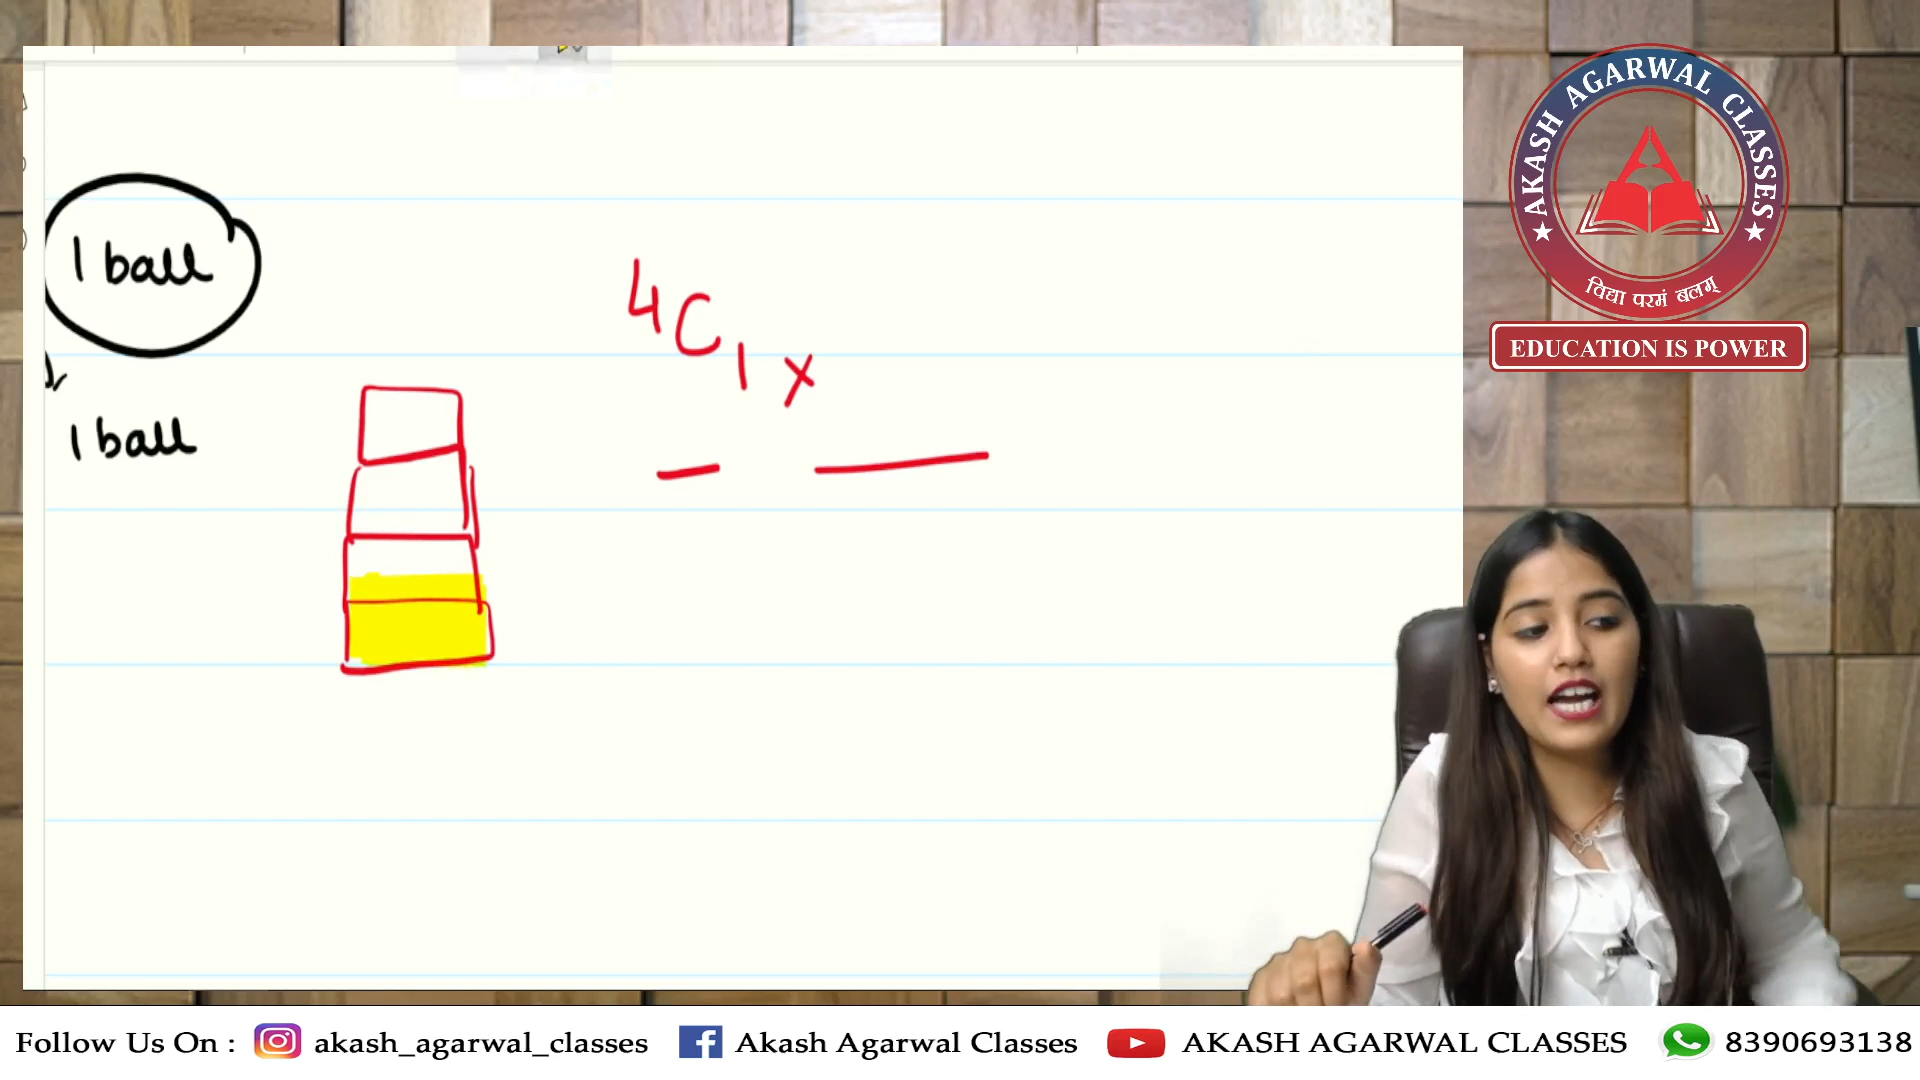 1 ball
1 ball
⁴C₁ ×
★ AKASH AGARWAL CLASSES ★
विद्या परमं बलम्
EDUCATION IS POWER
Follow Us On : akash_agarwal_classes Akash Agarwal Classes AKASH AGARWAL CLASSES 8390693138